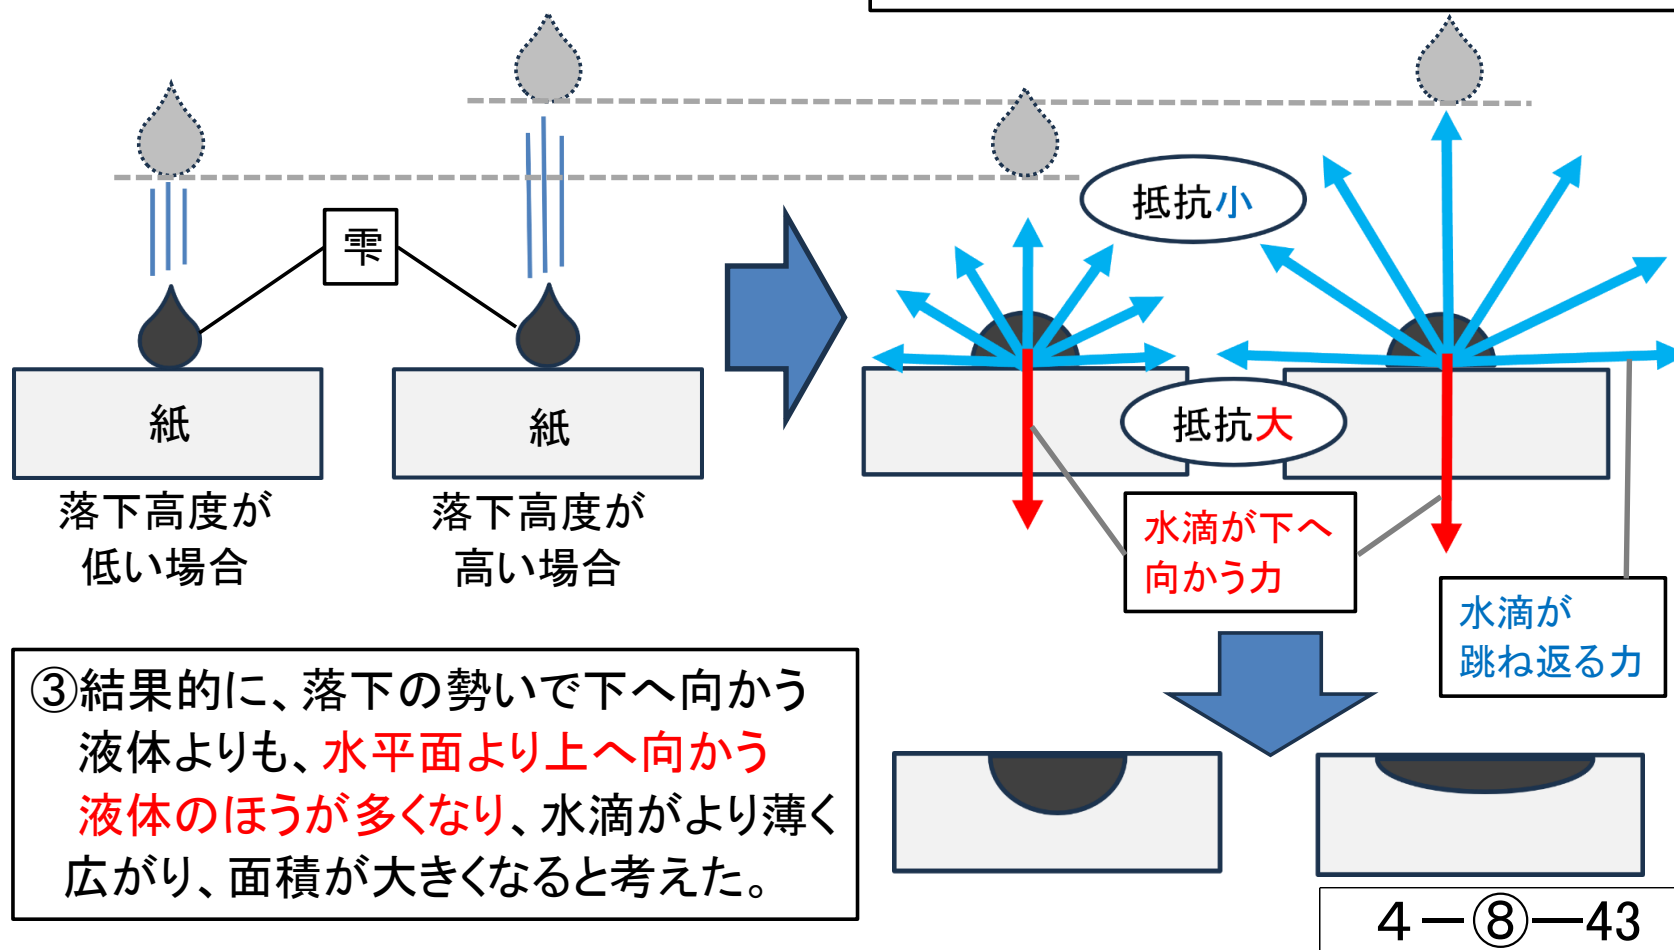 雫
紙
紙
落下高度が
低い場合
落下高度が
高い場合
抵抗小
抵抗大
水滴が下へ
向かう力
水滴が
跳ね返る力
③結果的に、落下の勢いで下へ向かう
液体よりも、水平面より上へ向かう
液体のほうが多くなり、水滴がより薄く
広がり、面積が大きくなると考えた。
4－⑧－43